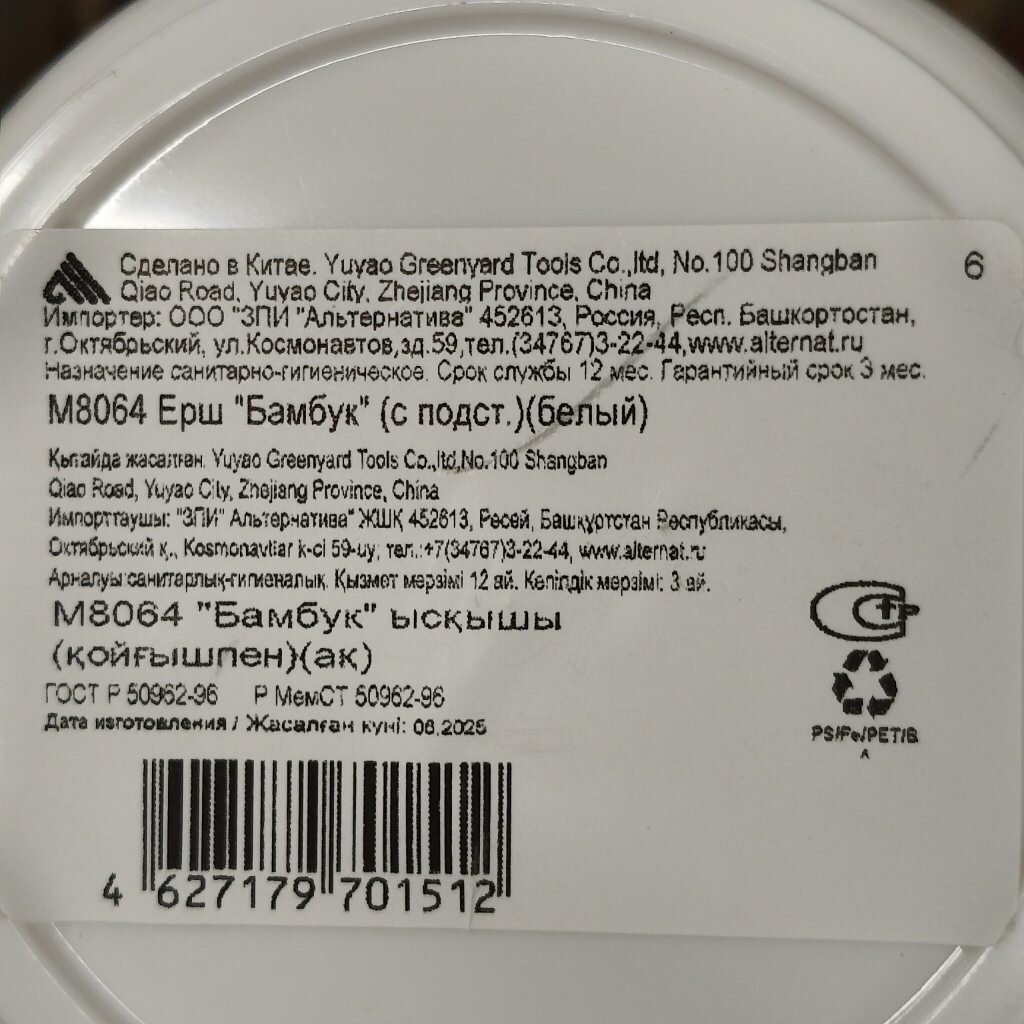 Сделано в Китае. Yuyao Greenyard Tools Co.,ltd, No.100 Shangban
6
Qiao Road, Yuyao City, Zhejiang Province, China
Импортер: ООО "ЗПИ "Альтернатива" 452613, Россия, Респ. Башкортостан,
г.Октябрьский, ул.Космонавтов,зд.59,тел.(34767)3-22-44,www.alternat.ru
Назначение санитарно-гигиеническое. Срок службы 12 мес. Гарантийный срок 3 мес.
М8064 Ерш "Бамбук" (с подст.)(белый)
Қытайда жасалған. Yuyao Greenyard Tools Co.,ltd,No.100 Shangban
Qiao Road, Yuyao City, Zhejiang Province, China
Импорттаушы: "ЗПИ" Альтернатива" ЖШҚ 452613, Ресей, Башқұртстан Республикасы,
Октябрьский қ., Kosmonavtlar k-ci 59-uy, тел.:+7(34767)3-22-44, www.alternat.ru
Арналуы:санитарлық-гигиеналық. Қызмет мерзімі 12 ай. Кепілдік мерзімі: 3 ай.
М8064 "Бамбук" ысқышы
(қойғышпен)(ақ)
ГОСТ Р 50962-96 Р МемСТ 50962-96
Дата изготовления / Жасалған күні: 08.2025
PS/Fe/PET/B
A
4 627179 701512